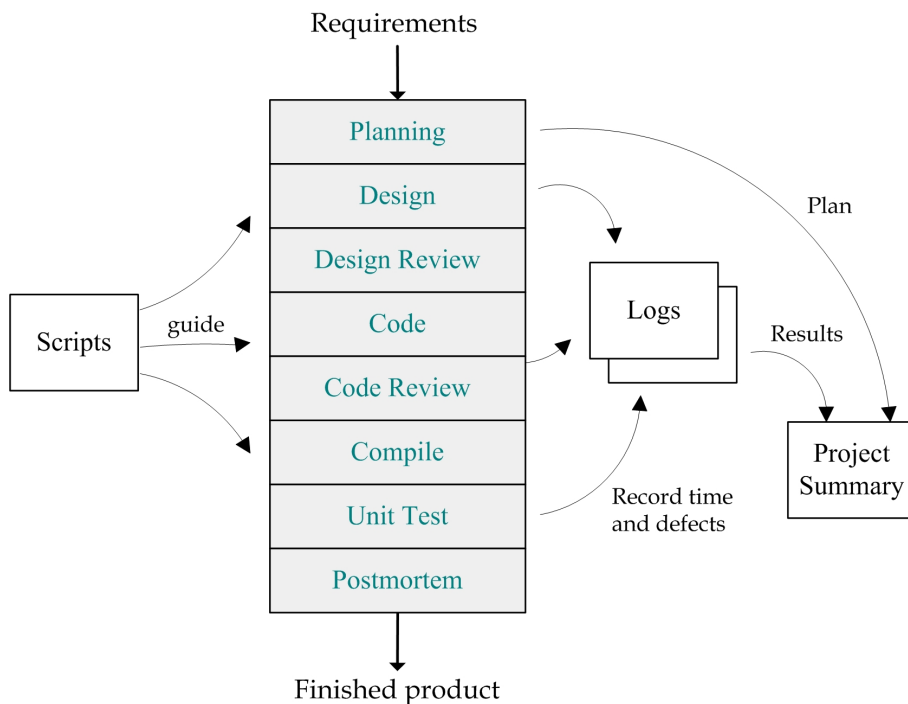 Requirements
Planning
Design
Design Review
Code
Code Review
Compile
Unit Test
Postmortem
Finished product
Scripts
guide
Logs
Plan
Results
Record time
and defects
Project
Summary